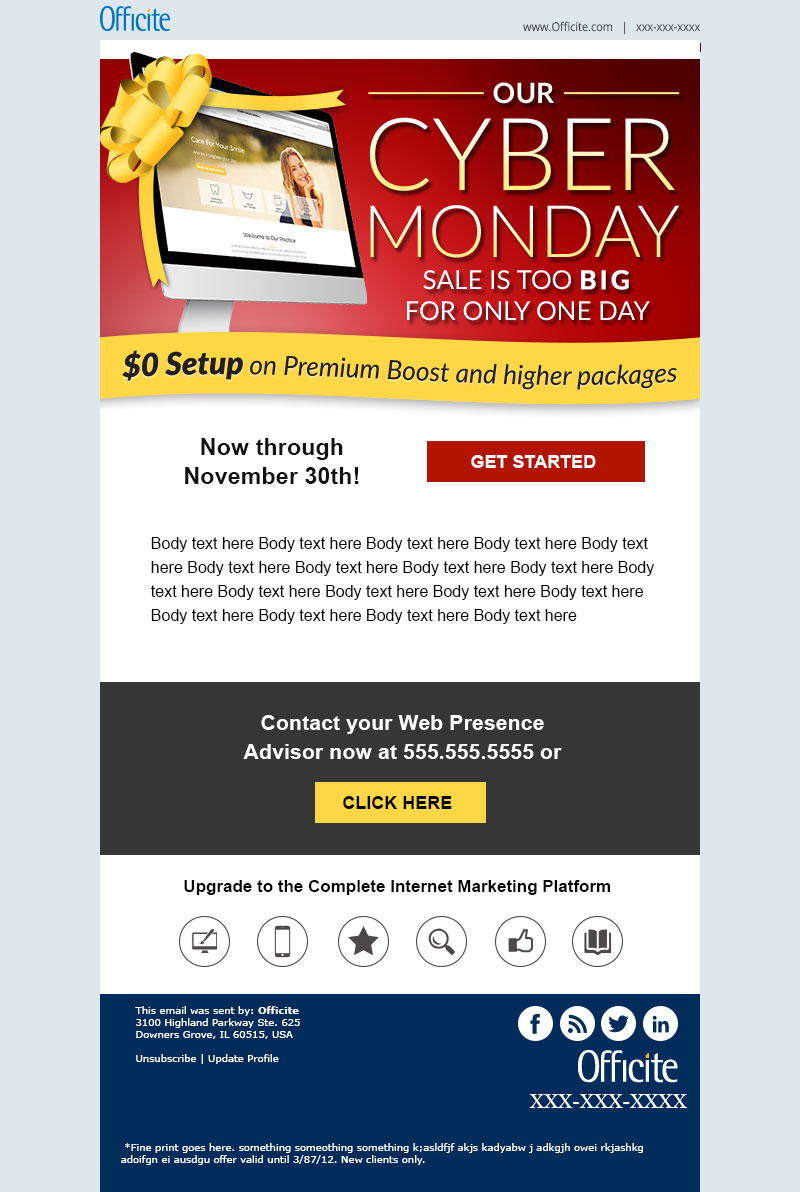 Officite
www.Officite.com | xxx-xxx-xxxx
OUR
CYBER
MONDAY
SALE IS TOO BIG
FOR ONLY ONE DAY
Care For Your Smile
Welcome to Our Practice
$0 Setup on Premium Boost and higher packages
Now through
November 30th!
GET STARTED
Body text here Body text here Body text here Body text here Body text
here Body text here Body text here Body text here Body text here Body
text here Body text here Body text here Body text here Body text here
Body text here Body text here Body text here Body text here
Contact your Web Presence
Advisor now at 555.555.5555 or
CLICK HERE
Upgrade to the Complete Internet Marketing Platform
This email was sent by: Officite
3100 Highland Parkway Ste. 625
Downers Grove, IL 60515, USA
Unsubscribe | Update Profile
f
in
Officite
XXX-XXX-XXXX
*Fine print goes here. something someothing something k;asldfjf akjs kadyabw j adkgjh owei rkjashkg
adoifgn ei ausdgu offer valid until 3/87/12. New clients only.